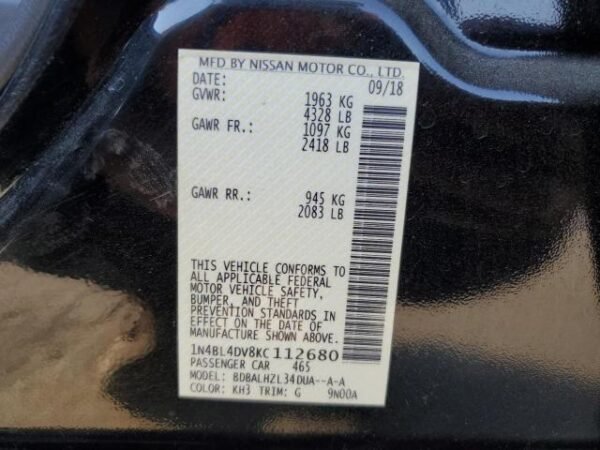 MFD BY NISSAN MOTOR CO., LTD.
DATE: 09/18
GVWR: 1963 KG
4328 LB
GAWR FR.: 1097 KG
2418 LB
GAWR RR.: 945 KG
2083 LB
THIS VEHICLE CONFORMS TO
ALL APPLICABLE FEDERAL
MOTOR VEHICLE SAFETY,
BUMPER, AND THEFT
PREVENTION STANDARDS IN
EFFECT ON THE DATE OF
MANUFACTURE SHOWN ABOVE.
1N4BL4DV8KC112680
PASSENGER CAR 465
MODEL: BDBALHZL34DUA--A-A
COLOR: KH3 TRIM: G 9N00A